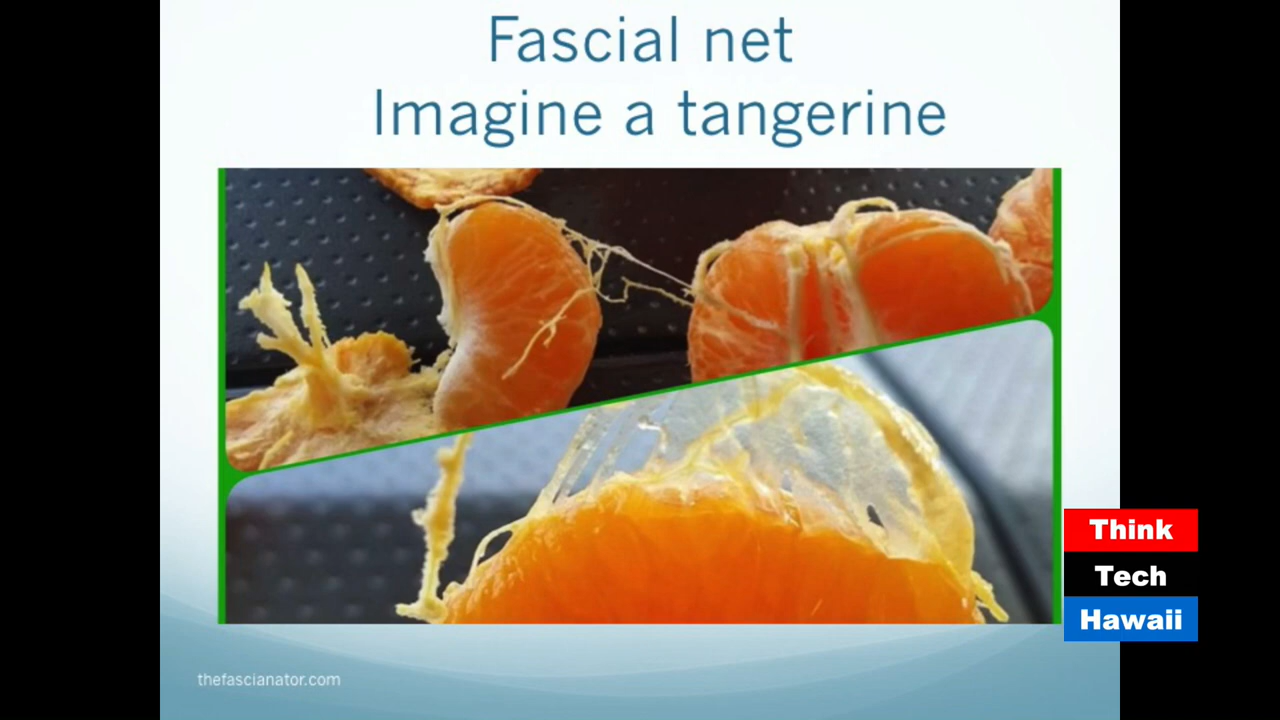 Fascial net
Imagine a tangerine
Think
Tech
Hawaii
thefascianator.com